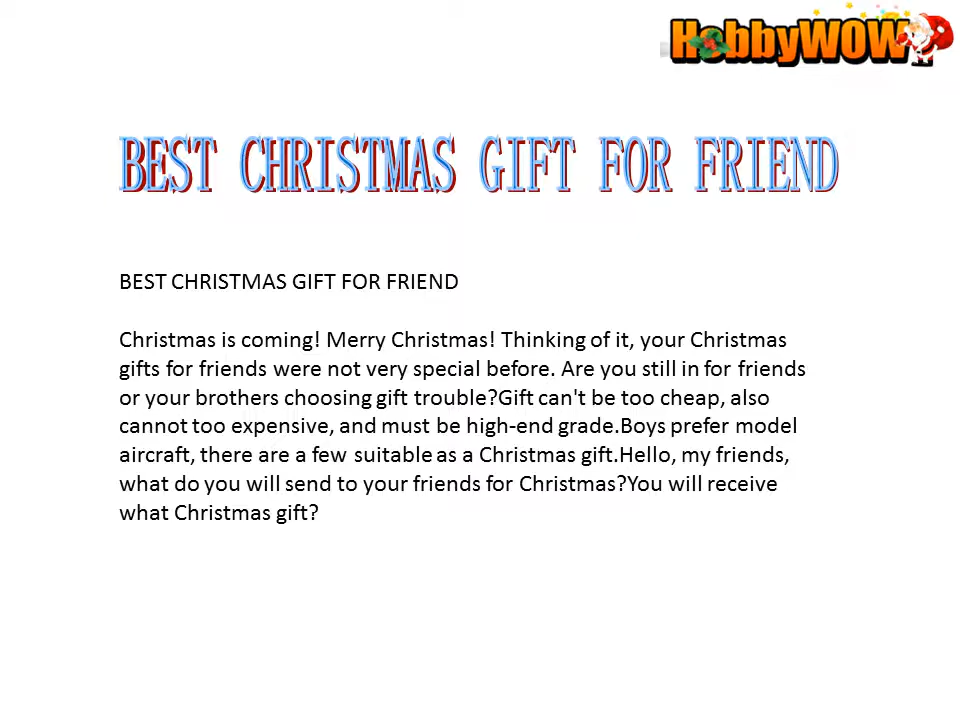 HobbyWOW
BEST CHRISTMAS GIFT FOR FRIEND
BEST CHRISTMAS GIFT FOR FRIEND
Christmas is coming! Merry Christmas! Thinking of it, your Christmas
gifts for friends were not very special before. Are you still in for friends
or your brothers choosing gift trouble?Gift can't be too cheap, also
cannot too expensive, and must be high-end grade.Boys prefer model
aircraft, there are a few suitable as a Christmas gift.Hello, my friends,
what do you will send to your friends for Christmas?You will receive
what Christmas gift?